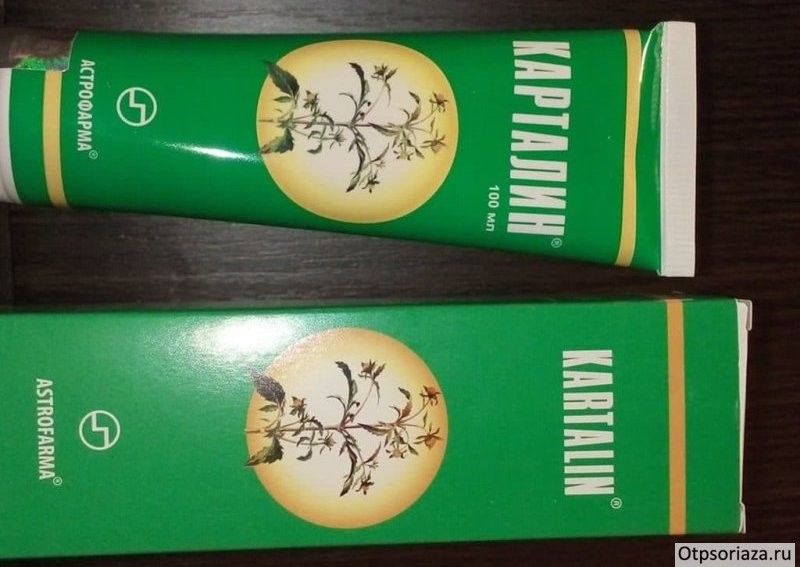 КАРТАЛИН®
100 мл
АСТРОФАРМА®
KARTALIN®
ASTROFARMA®
Otpsoriaza.ru